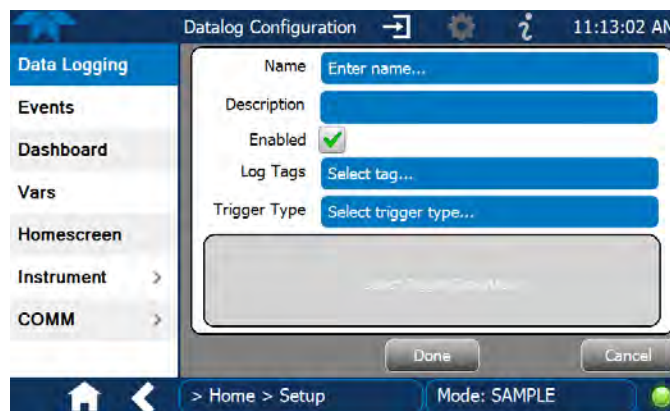 Datalog Configuration
11:13:02 AM
Data Logging
Events
Dashboard
Vars
Homescreen
Instrument >
COMM >
Name Enter name...
Description
Enabled
Log Tags Select tag...
Trigger Type Select trigger type...
Done
Cancel
> Home > Setup
Mode: SAMPLE